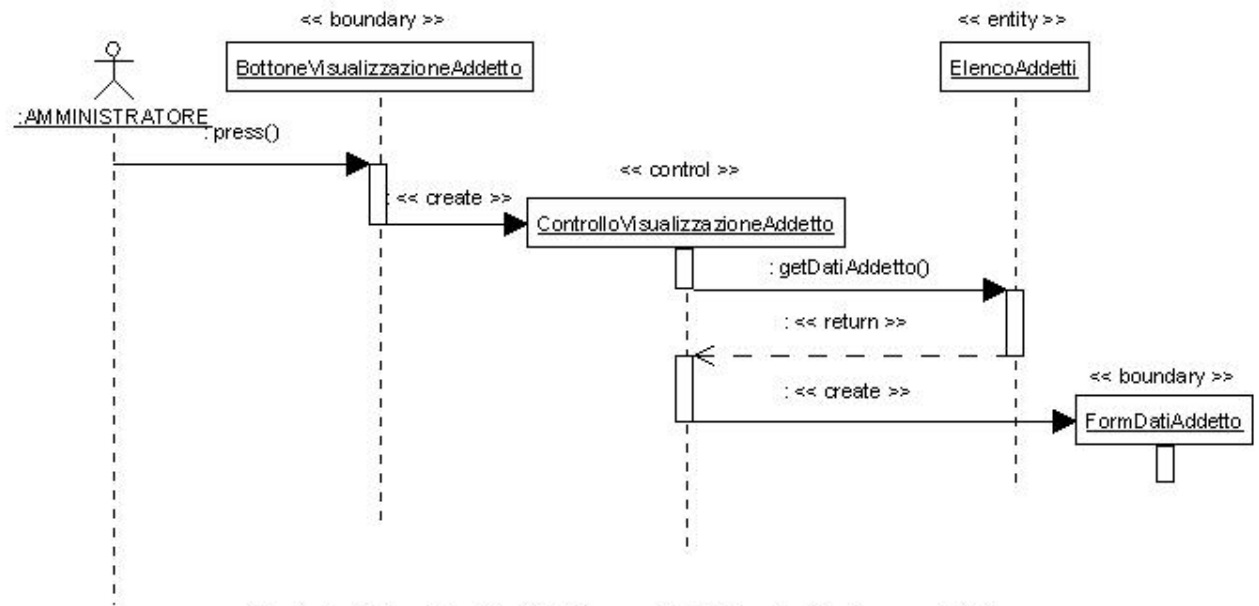 << boundary >>
<< entity >>
BottoneVisualizzazioneAddetto
ElencoAddetti
:AMMINISTRATORE
: press()
<< control >>
: << create >>
ControlloVisualizzazioneAddetto
: getDatiAddetto()
: << return >>
<< boundary >>
: << create >>
FormDatiAddetto